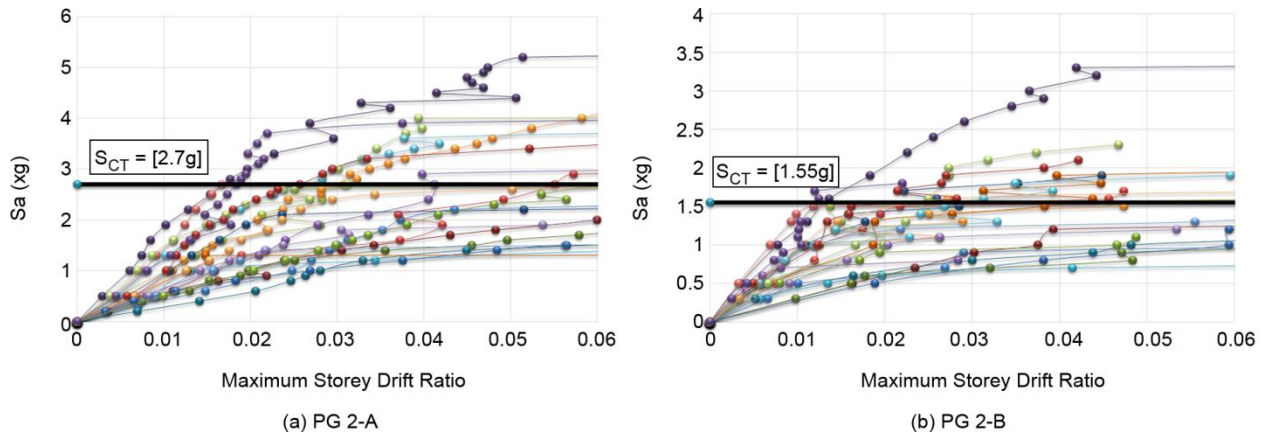 6
5
4
3
2
1
0
Sa (xg)
S_CT = [2.7g]
0 0.01 0.02 0.03 0.04 0.05 0.06
Maximum Storey Drift Ratio
(a) PG 2-A
4
3.5
3
2.5
2
1.5
1
0.5
0
Sa (xg)
S_CT = [1.55g]
0 0.01 0.02 0.03 0.04 0.05 0.06
Maximum Storey Drift Ratio
(b) PG 2-B